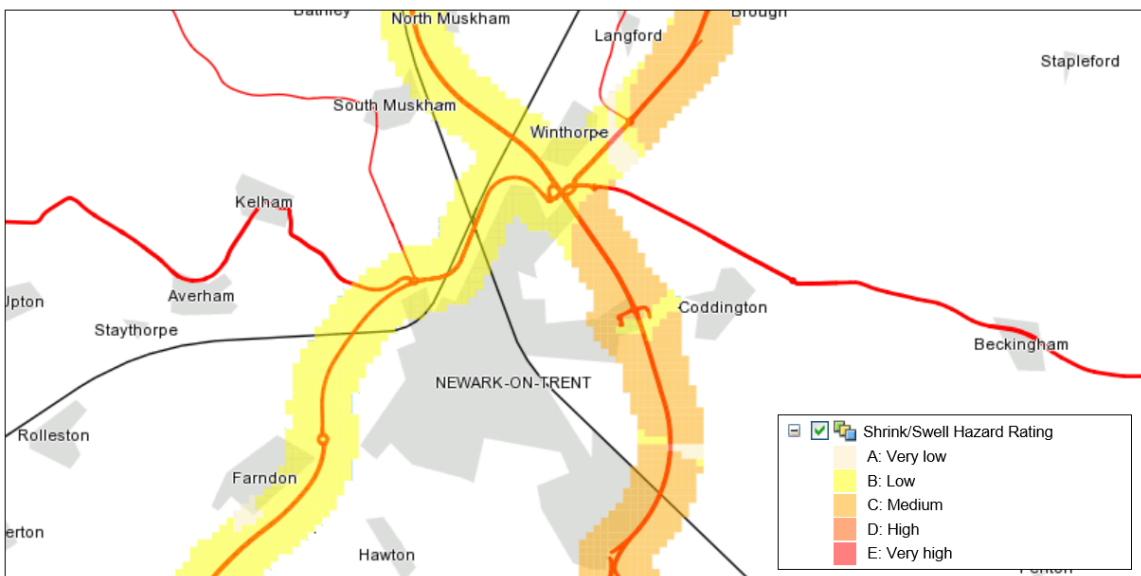 Bathley
North Muskham
Brough
Langford
Stapleford
South Muskham
Winthorpe
Kelham
Upton
Averham
Coddington
Staythorpe
Beckingham
NEWARK-ON-TRENT
Rolleston
Shrink/Swell Hazard Rating
A: Very low
Farndon
B: Low
C: Medium
erton
D: High
Hawton
E: Very high